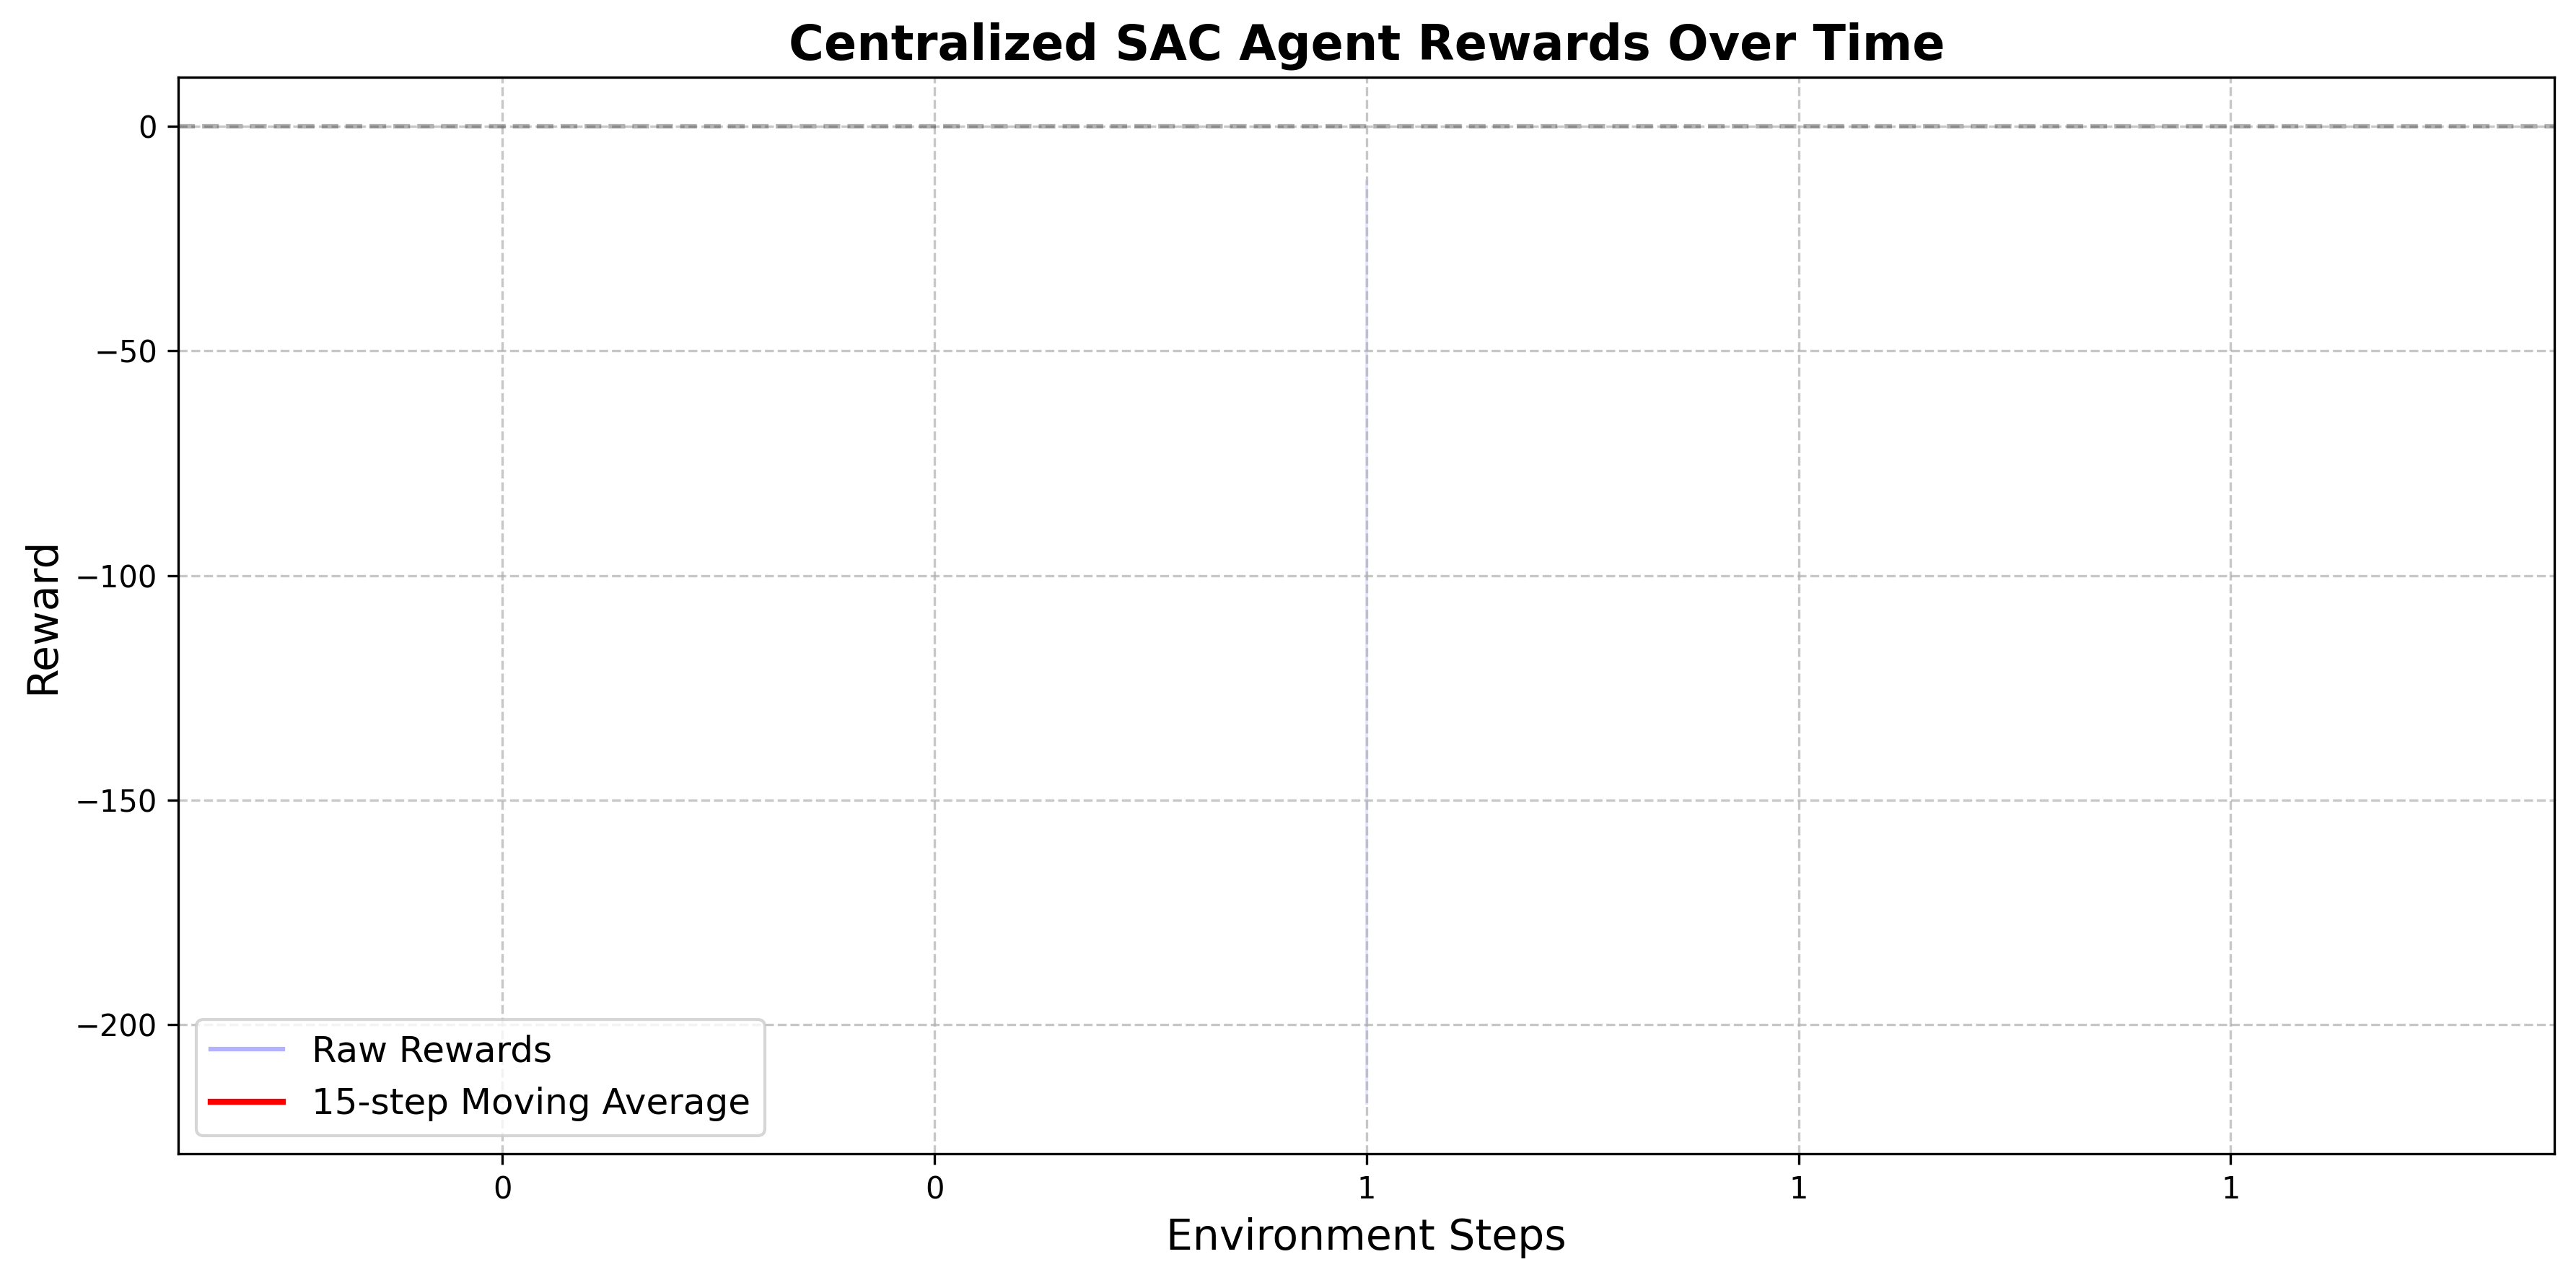 Centralized SAC Agent Rewards Over Time
0
−50
−100
−150
−200
Reward
Raw Rewards
15-step Moving Average
0 0 1 1 1
Environment Steps